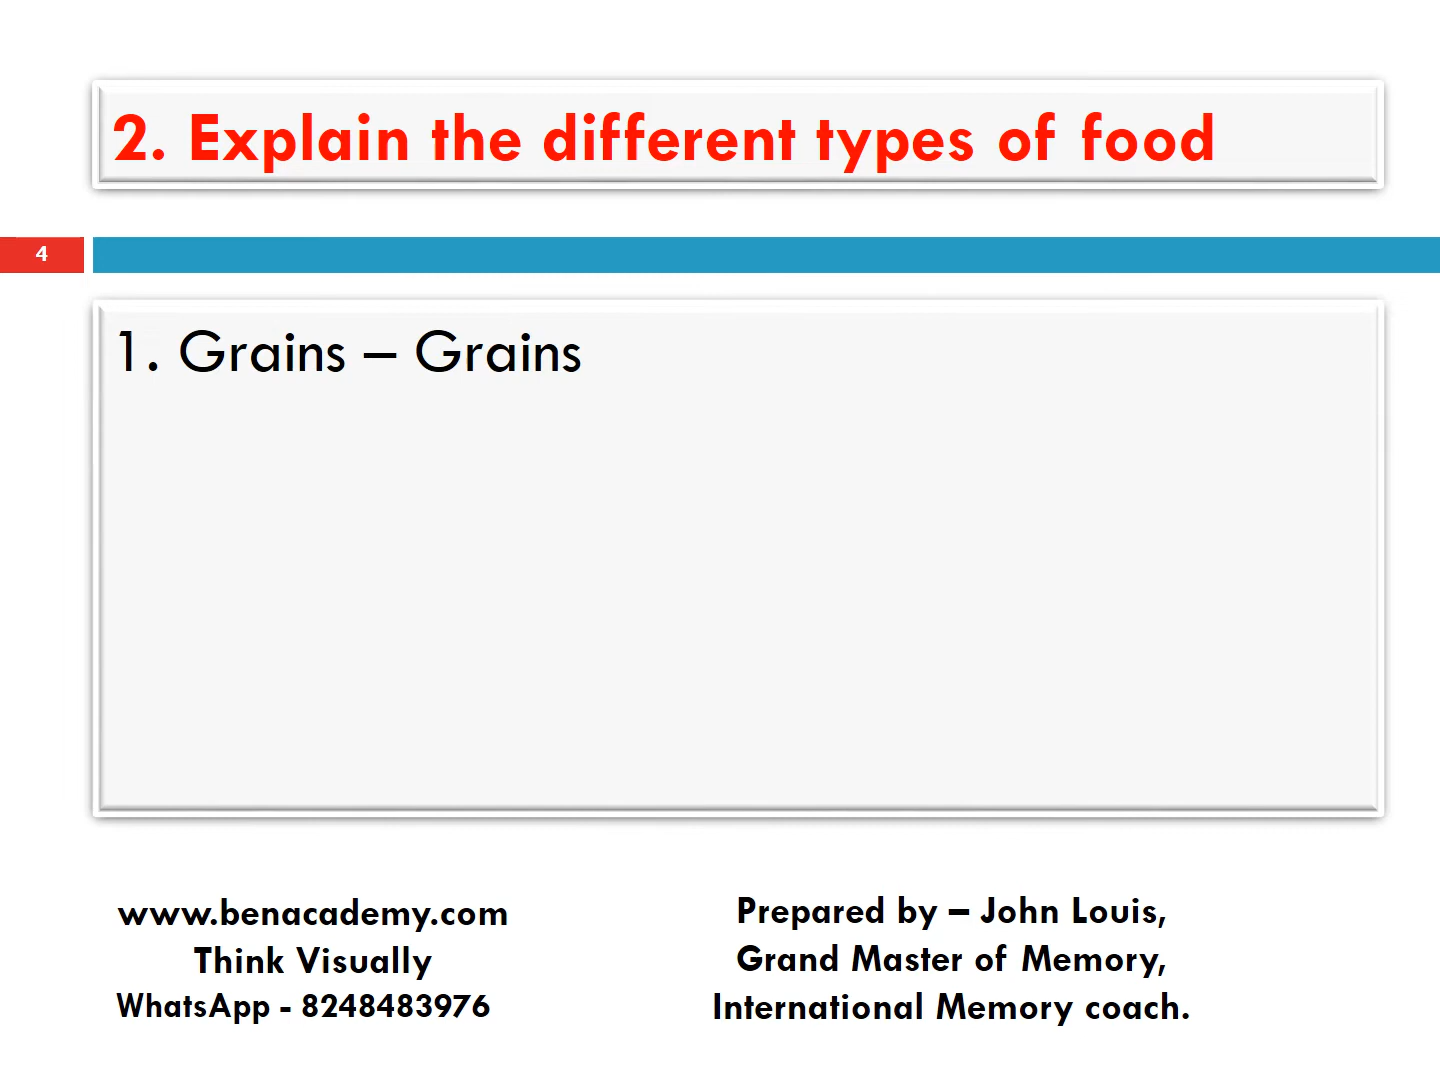 2. Explain the different types of food
4
1. Grains – Grains
www.benacademy.com
Think Visually
WhatsApp - 8248483976
Prepared by – John Louis,
Grand Master of Memory,
International Memory coach.